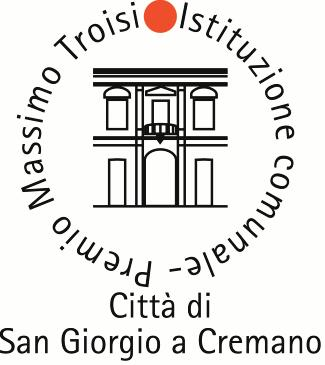 Premio Massimo Troisi
Istituzione comunale-
Città di
San Giorgio a Cremano